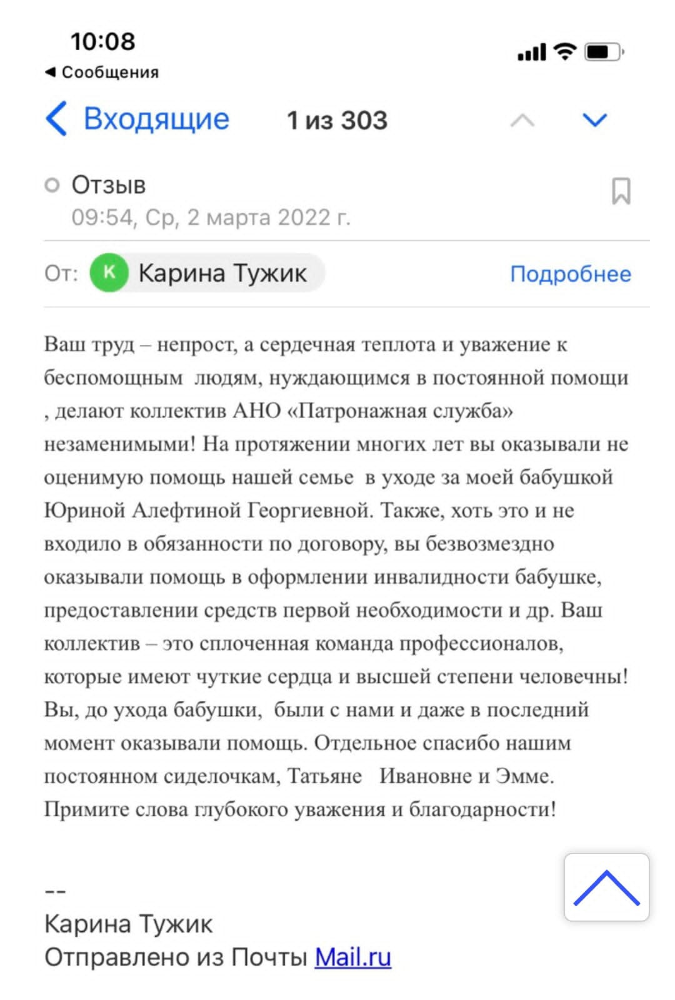 10:08
Сообщения
Входящие 1 из 303
Отзыв
09:54, Ср, 2 марта 2022 г.
От: К Карина Тужик Подробнее
Ваш труд – непрост, а сердечная теплота и уважение к
беспомощным  людям, нуждающимся в постоянной помощи
, делают коллектив АНО «Патронажная служба»
незаменимыми! На протяжении многих лет вы оказывали не
оценимую помощь нашей семье  в уходе за моей бабушкой
Юриной Алефтиной Георгиевной. Также, хоть это и не
входило в обязанности по договору, вы безвозмездно
оказывали помощь в оформлении инвалидности бабушке,
предоставлении средств первой необходимости и др. Ваш
коллектив – это сплоченная команда профессионалов,
которые имеют чуткие сердца и высшей степени человечны!
Вы, до ухода бабушки,  были с нами и даже в последний
момент оказывали помощь. Отдельное спасибо нашим
постоянном сиделочкам, Татьяне   Ивановне и Эмме.
Примите слова глубокого уважения и благодарности!
--
Карина Тужик
Отправлено из Почты Mail.ru